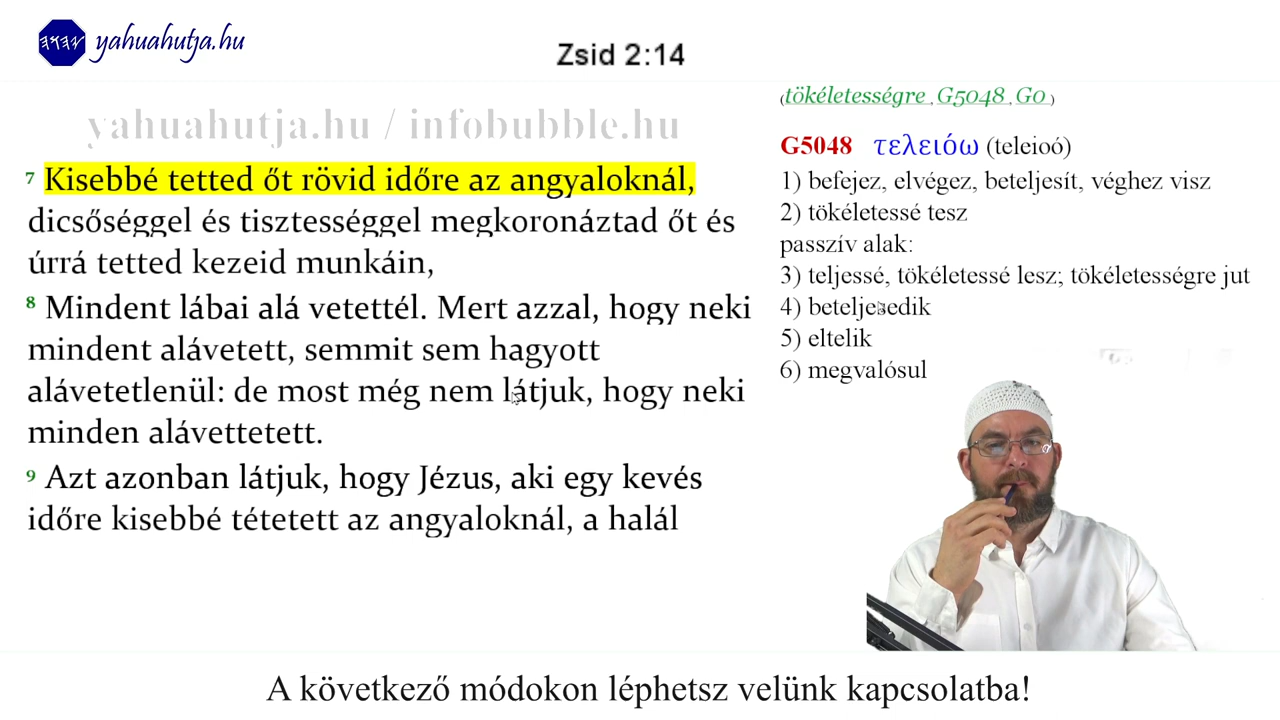 yahuahutja.hu
Zsid 2:14
yahuahutja.hu / infobubble.hu
7 Kisebbé tetted őt rövid időre az angyaloknál,
dicsőséggel és tisztességgel megkoronáztad őt és
úrrá tetted kezeid munkáin,
8 Mindent lábai alá vetettél. Mert azzal, hogy neki
mindent alávetett, semmit sem hagyott
alávetetlenül: de most még nem látjuk, hogy neki
minden alávettetett.
9 Azt azonban látjuk, hogy Jézus, aki egy kevés
időre kisebbé tétetett az angyaloknál, a halál
(tökéletességre , G5048 , G0 )
G5048 τελειόω (teleioó)
1) befejez, elvégez, beteljesít, véghez visz
2) tökéletessé tesz
passzív alak:
3) teljessé, tökéletessé lesz; tökéletességre jut
4) beteljesedik
5) eltelik
6) megvalósul
A következő módokon léphetsz velünk kapcsolatba!